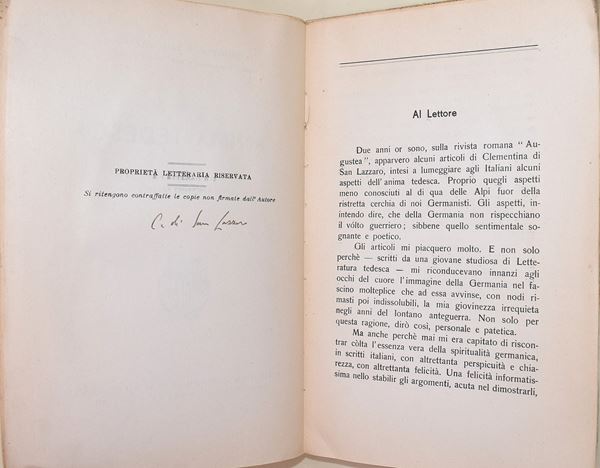 PROPRIETÀ LETTERARIA RISERVATA
Si ritengono contraffatte le copie non firmate dall'Autore
C. di San Lazzaro
Al Lettore
Due anni or sono, sulla rivista romana "Au-
gustea", apparvero alcuni articoli di Clementina di
San Lazzaro, intesi a lumeggiare agli Italiani alcuni
aspetti dell'anima tedesca. Proprio quegli aspetti
meno conosciuti al di qua delle Alpi fuor della
ristretta cerchia di noi Germanisti. Gli aspetti, in-
tendo dire, che della Germania non rispecchiano
il vólto guerriero; sibbene quello sentimentale so-
gnante e poetico.
Gli articoli mi piacquero molto. E non solo
perchè — scritti da una giovane studiosa di Lette-
ratura tedesca — mi riconducevano innanzi agli
occhi del cuore l'immagine della Germania nel fa-
scino molteplice che ad essa avvinse, con nodi ri-
masti poi indissolubili, la mia giovinezza irrequieta
negli anni del lontano anteguerra. Non solo per
questa ragione, dirò così, personale e patetica.
Ma anche perchè mai mi era capitato di riscon-
trar còlta l'essenza vera della spiritualità germanica,
in scritti italiani, con altrettanta perspicuità e chia-
rezza, con altrettanta felicità. Una felicità informatis-
sima nello stabilir gli argomenti, acuta nel dimostrarli,